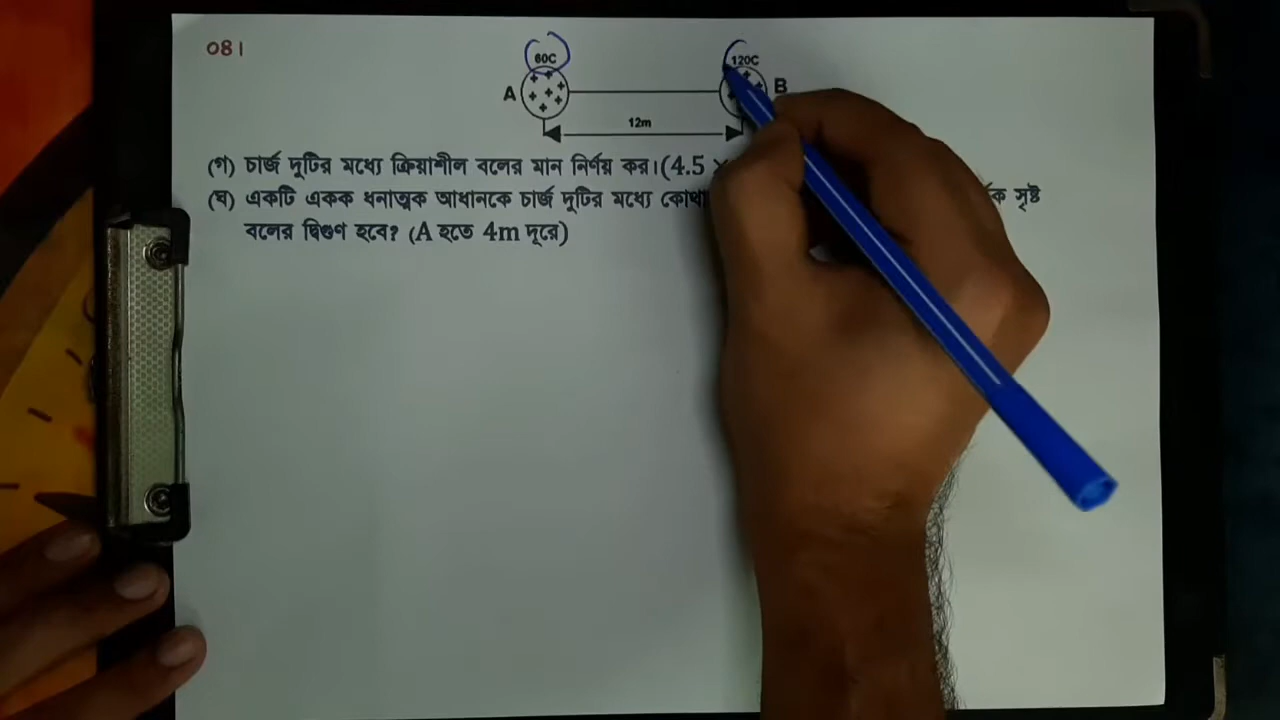 08।
60C 120C
A B
12m
(গ) চার্জ দুটির মধ্যে ক্রিয়াশীল বলের মান নির্ণয় কর।(4.5 ×
(ঘ) একটি একক ধনাত্মক আধানকে চার্জ দুটির মধ্যে কোথা ক সৃষ্ট
বলের দ্বিগুণ হবে? (A হতে 4m দূরে)